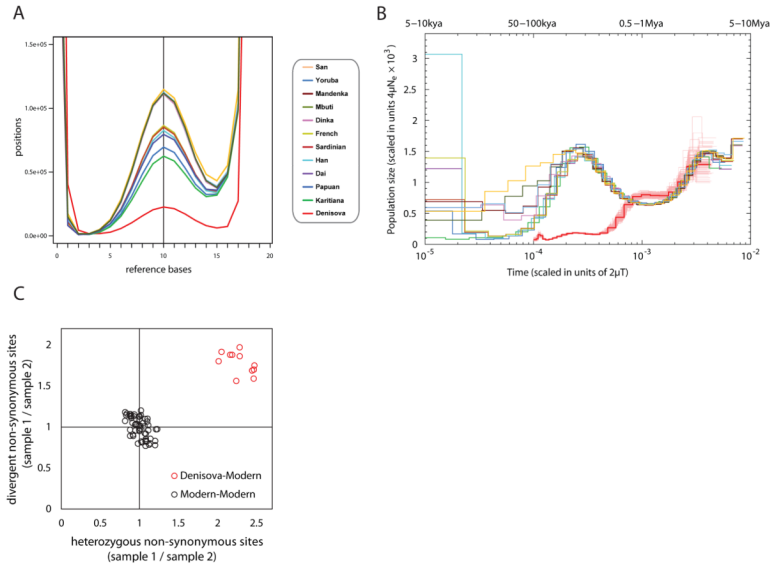 A
1.5e+05
1.0e+05
0.5e+05
0.0e+00
positions
0
5
10
15
20
reference bases
San
Yoruba
Mandenka
Mbuti
Dinka
French
Sardinian
Han
Dai
Papuan
Karitiana
Denisova
B
5–10kya
50–100kya
0.5–1Mya
5–10Mya
3
2.5
2
1.5
1
0.5
0
Population size (scaled in units 4μNe × 10³)
10⁻⁵
10⁻⁴
10⁻³
10⁻²
Time (scaled in units of 2μT)
C
2
1.5
1
0.5
0
divergent non-synonymous sites
(sample 1 / sample 2)
Denisova-Modern
Modern-Modern
0
0.5
1
1.5
2
2.5
heterozygous non-synonymous sites
(sample 1 / sample 2)